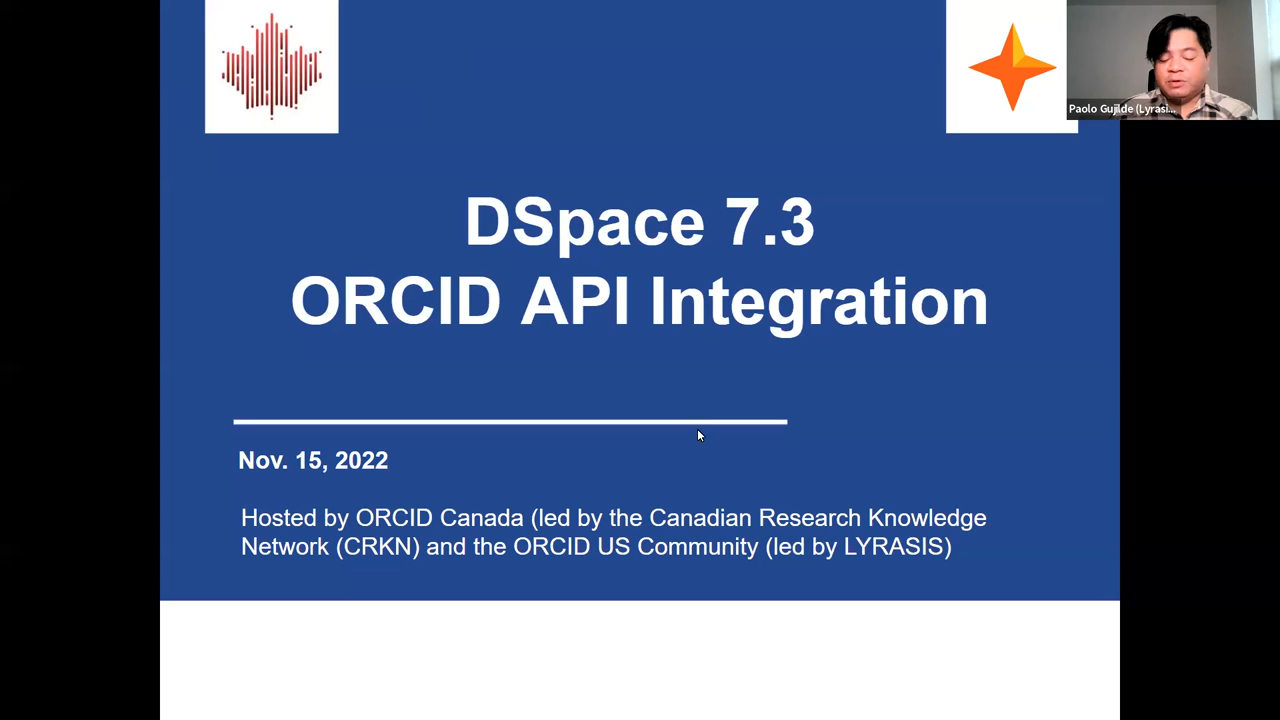 Paolo Gujilde (Lyrasi...
DSpace 7.3
ORCID API Integration
Nov. 15, 2022
Hosted by ORCID Canada (led by the Canadian Research Knowledge
Network (CRKN) and the ORCID US Community (led by LYRASIS)